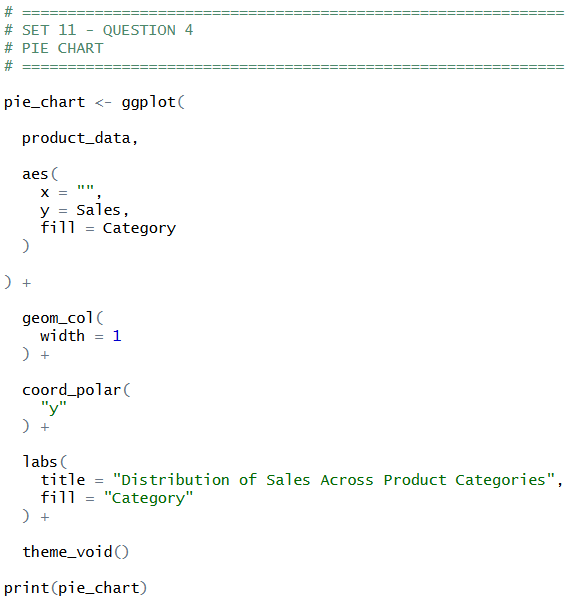 # ============================================================
# SET 11 - QUESTION 4
# PIE CHART
# ============================================================
pie_chart <- ggplot(
product_data,
aes(
x = "",
y = Sales,
fill = Category
)
) +
geom_col(
width = 1
) +
coord_polar(
"y"
) +
labs(
title = "Distribution of Sales Across Product Categories",
fill = "Category"
) +
theme_void()
print(pie_chart)